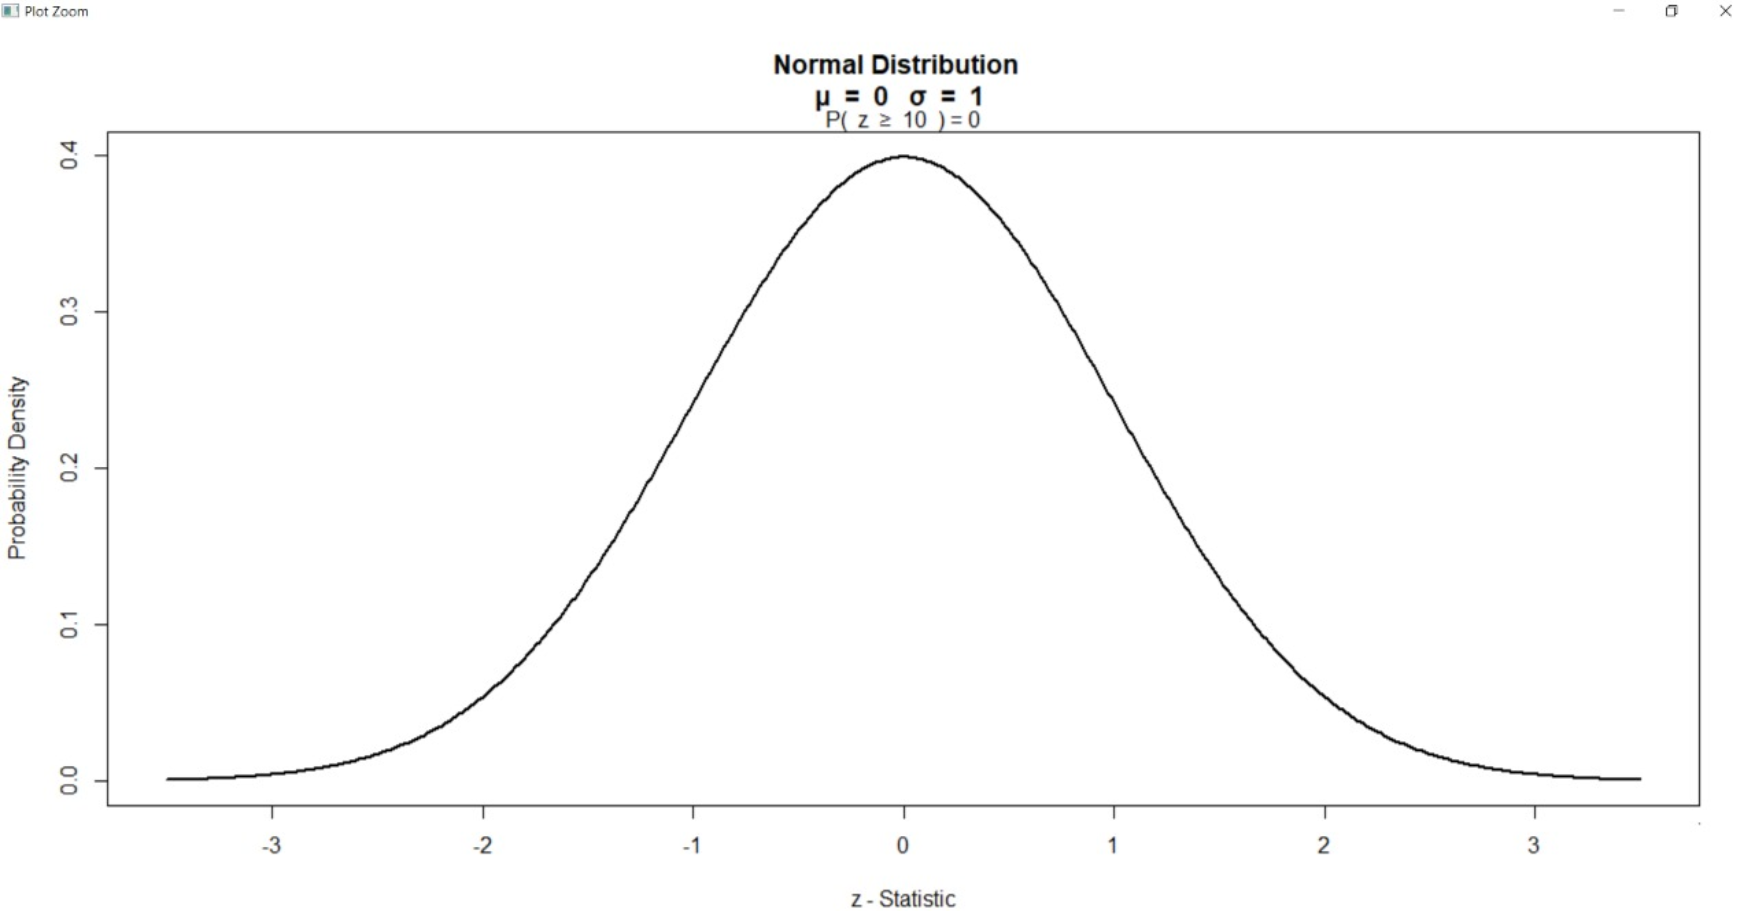 Plot Zoom
Normal Distribution
μ = 0 σ = 1
P( z ≥ 10 ) = 0
0.4
0.3
0.2
0.1
0.0
Probability Density
-3 -2 -1 0 1 2 3
z - Statistic